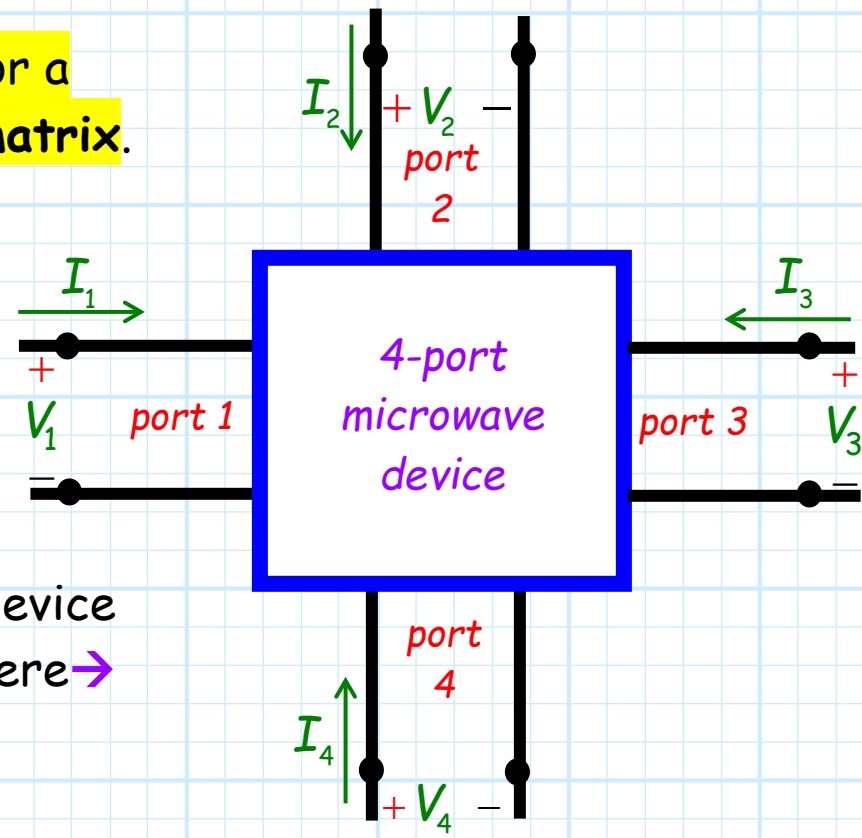 or a
matrix.
I₂
+ V₂ −
port
2
I₁
I₃
+
V₁
−
port 1
4-port
microwave
device
port 3
+
V₃
−
evice
ere→
port
4
I₄
+ V₄ −